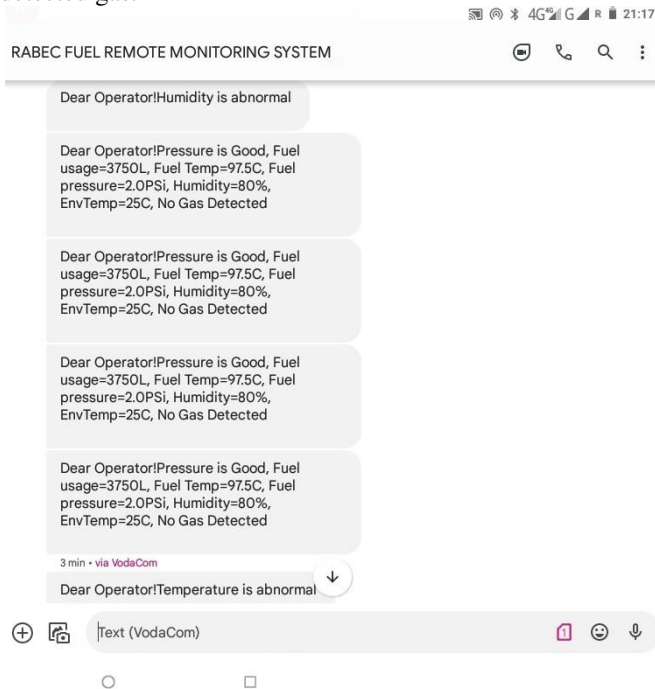 4G G R 21:17
RABEC FUEL REMOTE MONITORING SYSTEM
Dear Operator!Humidity is abnormal
Dear Operator!Pressure is Good, Fuel
usage=3750L, Fuel Temp=97.5C, Fuel
pressure=2.0PSi, Humidity=80%,
EnvTemp=25C, No Gas Detected
Dear Operator!Pressure is Good, Fuel
usage=3750L, Fuel Temp=97.5C, Fuel
pressure=2.0PSi, Humidity=80%,
EnvTemp=25C, No Gas Detected
Dear Operator!Pressure is Good, Fuel
usage=3750L, Fuel Temp=97.5C, Fuel
pressure=2.0PSi, Humidity=80%,
EnvTemp=25C, No Gas Detected
Dear Operator!Pressure is Good, Fuel
usage=3750L, Fuel Temp=97.5C, Fuel
pressure=2.0PSi, Humidity=80%,
EnvTemp=25C, No Gas Detected
3 min • via VodaCom
Dear Operator!Temperature is abnormal
Text (VodaCom)
1